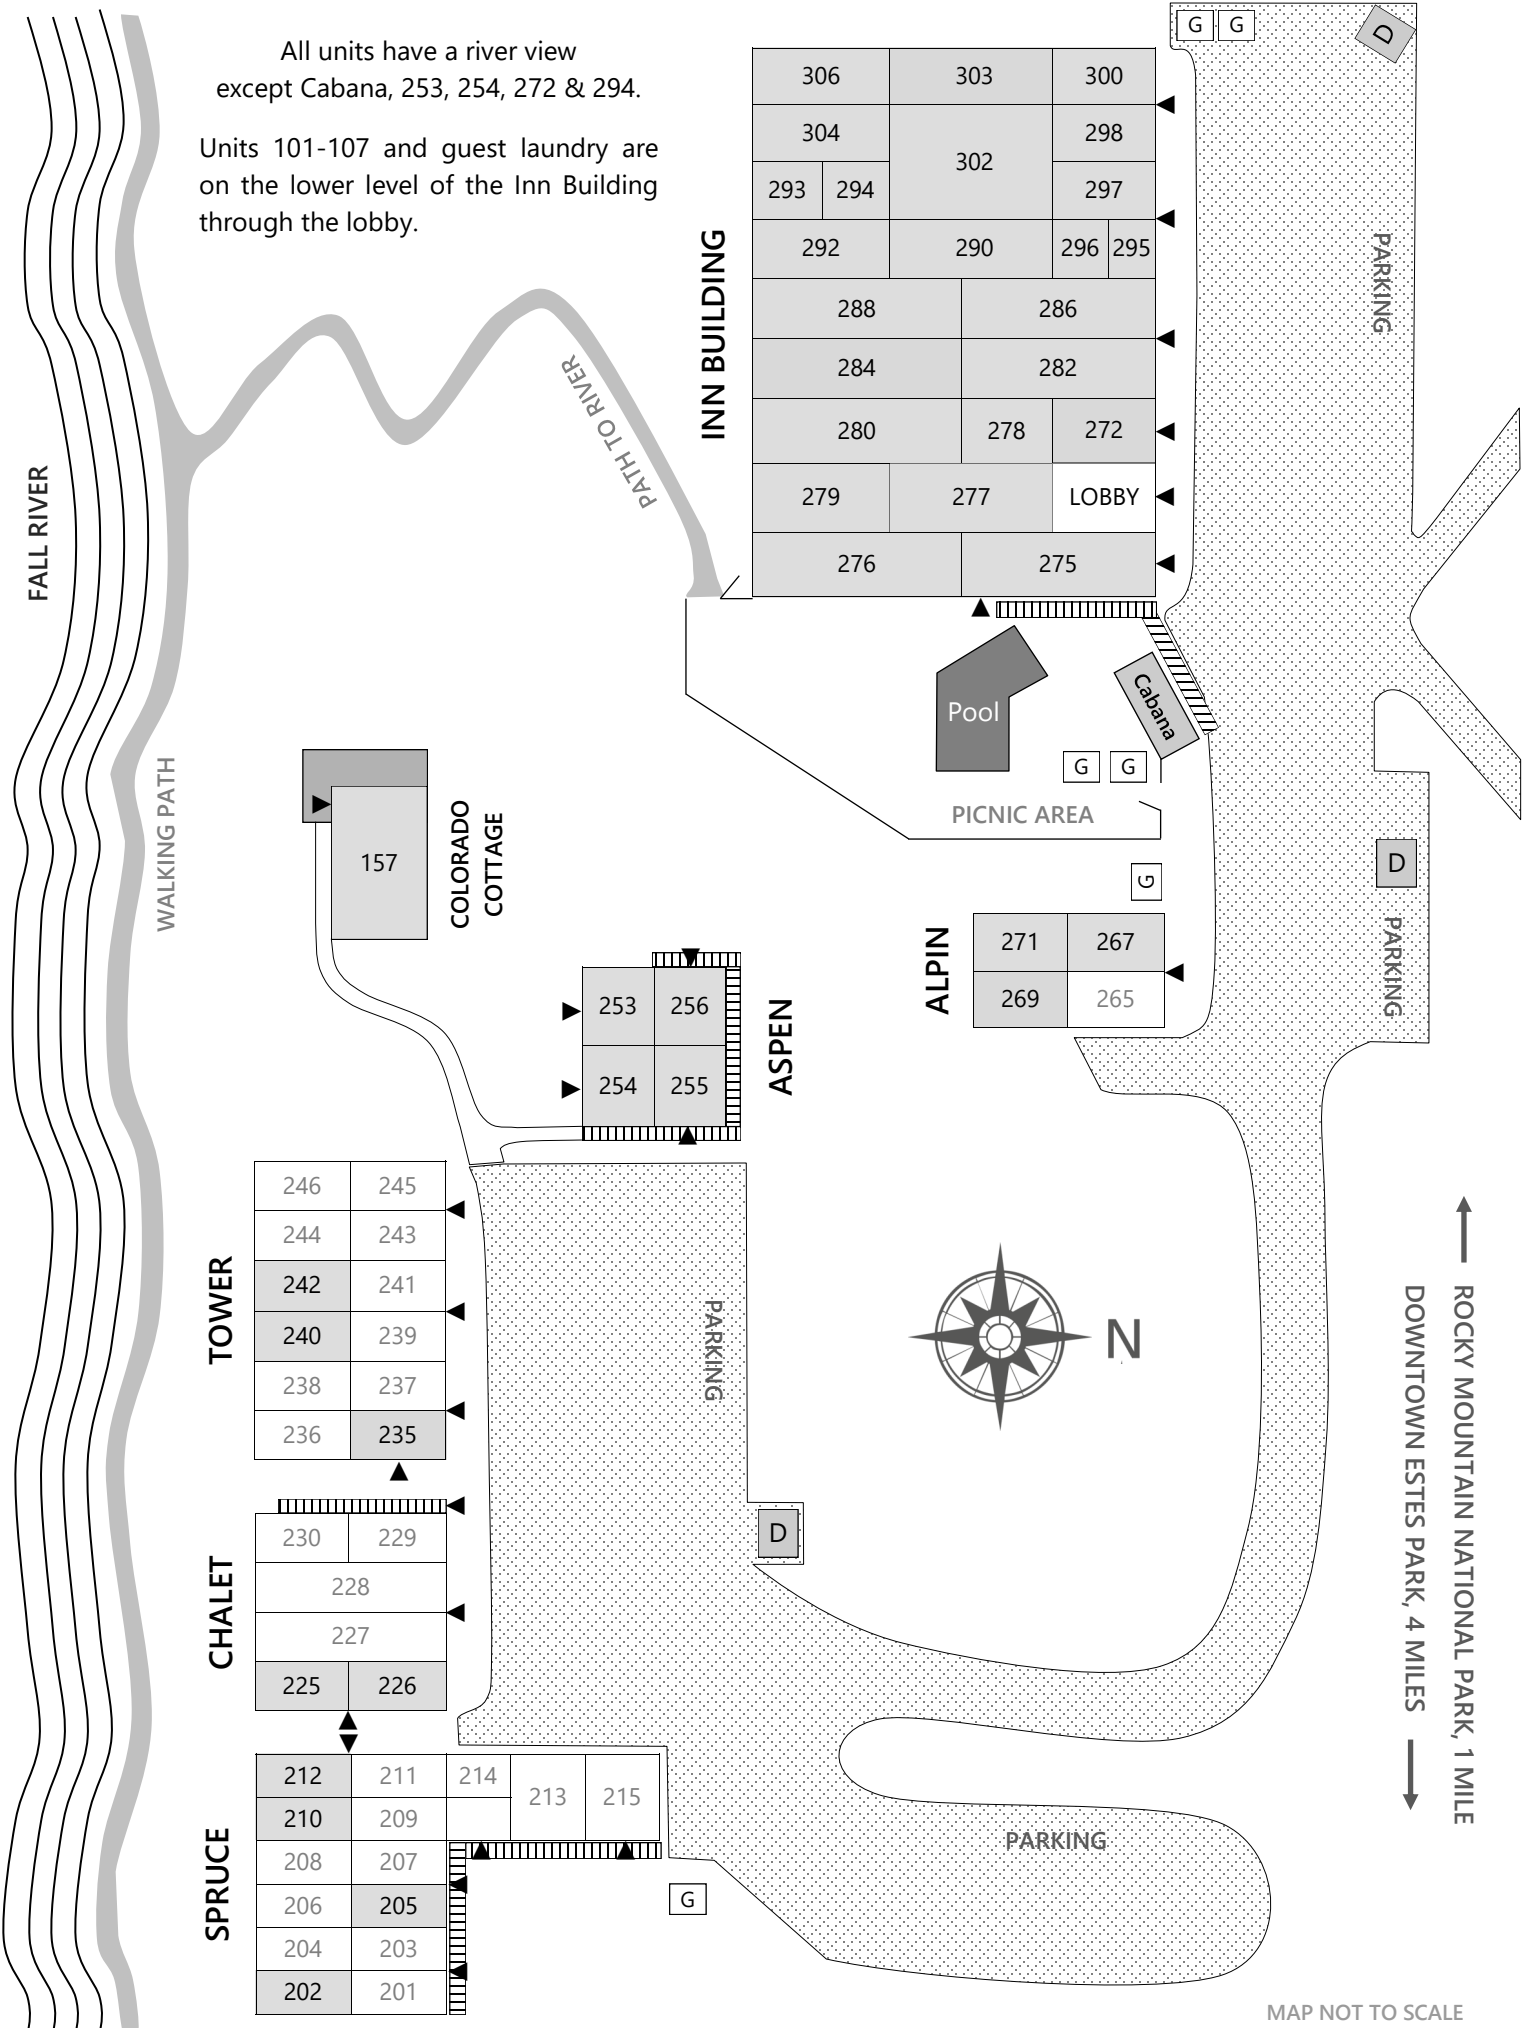 All units have a river view
except Cabana, 253, 254, 272 & 294.
Units 101-107 and guest laundry are
on the lower level of the Inn Building
through the lobby.
G G
D
306 303 300
304 302 298
293 294 297
292 290 296 295
288 286
284 282
280 278 272
279 277 LOBBY
276 275
INN BUILDING
PARKING
PATH TO RIVER
FALL RIVER
WALKING PATH
Pool
Cabana
G G
PICNIC AREA
G
D
PARKING
157
COLORADO
COTTAGE
271 267
269 265
ALPIN
253 256
254 255
ASPEN
246 245
244 243
242 241
240 239
238 237
236 235
TOWER
PARKING
N
D
ROCKY MOUNTAIN NATIONAL PARK, 1 MILE
DOWNTOWN ESTES PARK, 4 MILES
230 229
228
227
225 226
CHALET
212 211 214 213 215
210 209
208 207
206 205
204 203
202 201
SPRUCE
G
PARKING
MAP NOT TO SCALE